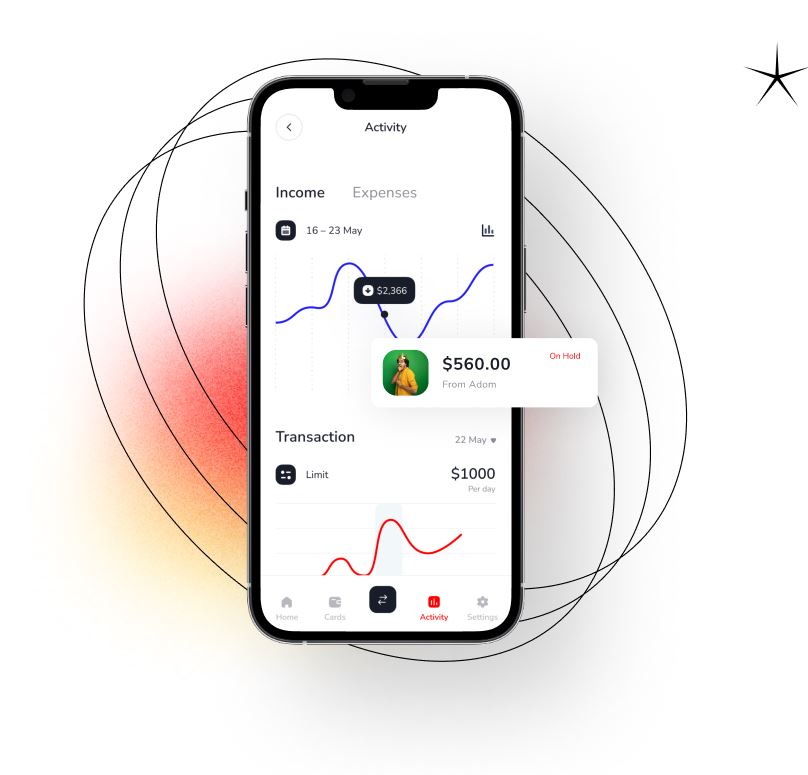 Activity
Income Expenses
16 – 23 May
$2,366
$560.00
On Hold
From Adom
Transaction
22 May
Limit
$1000
Per day
Home
Cards
Activity
Settings